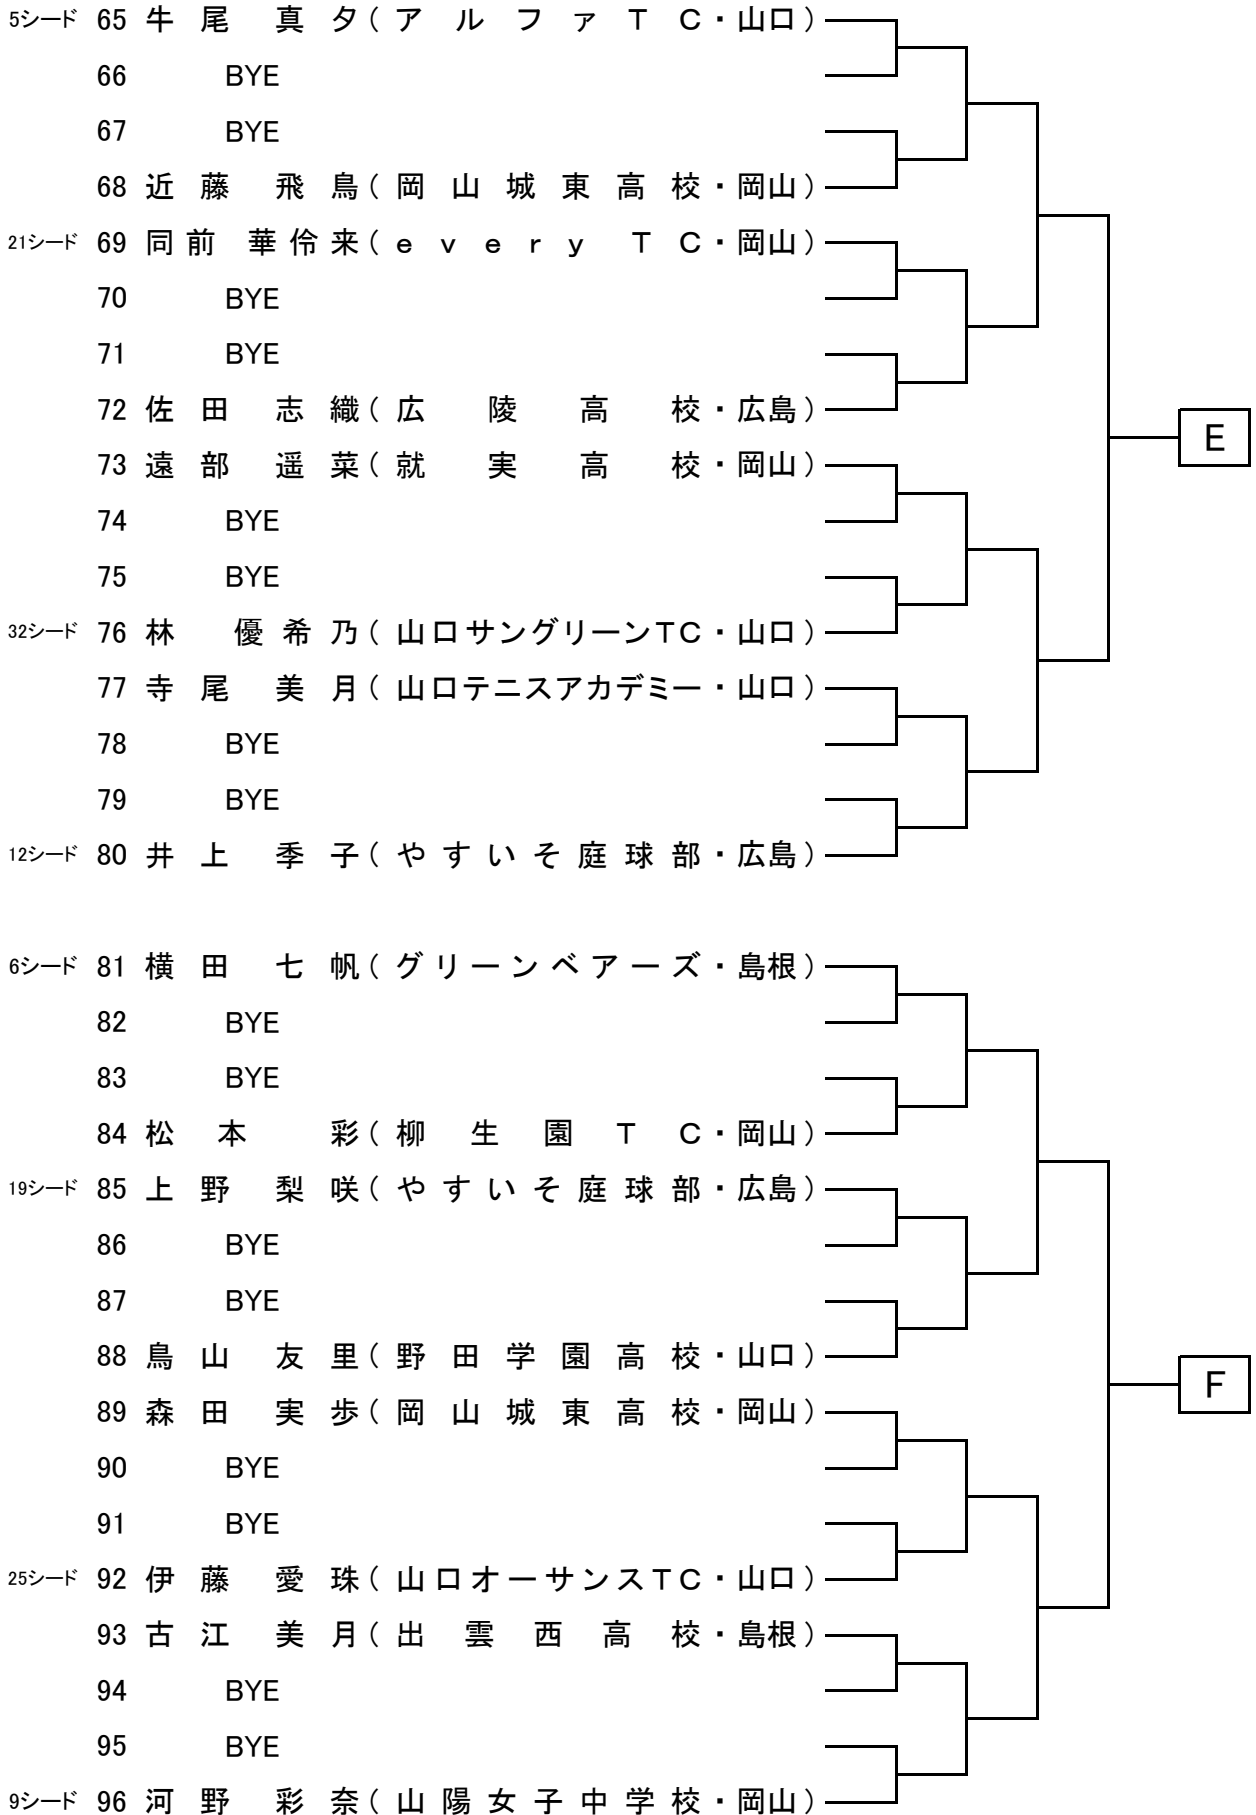 5シード 65 牛尾 真夕(アルファTC・山口)
66 BYE
67 BYE
68 近藤 飛鳥(岡山城東高校・岡山)
21シード 69 同前 華伶来(every TC・岡山)
70 BYE
71 BYE
72 佐田 志織(広陵高校・広島)
E
73 遠部 遥菜(就実高校・岡山)
74 BYE
75 BYE
32シード 76 林 優希乃(山口サングリーンTC・山口)
77 寺尾 美月(山口テニスアカデミー・山口)
78 BYE
79 BYE
12シード 80 井上 季子(やすいそ庭球部・広島)
6シード 81 横田 七帆(グリーンベアーズ・島根)
82 BYE
83 BYE
84 松本 彩(柳生園TC・岡山)
19シード 85 上野 梨咲(やすいそ庭球部・広島)
86 BYE
87 BYE
88 鳥山 友里(野田学園高校・山口)
F
89 森田 実歩(岡山城東高校・岡山)
90 BYE
91 BYE
25シード 92 伊藤 愛珠(山口オーサンスTC・山口)
93 古江 美月(出雲西高校・島根)
94 BYE
95 BYE
9シード 96 河野 彩奈(山陽女子中学校・岡山)